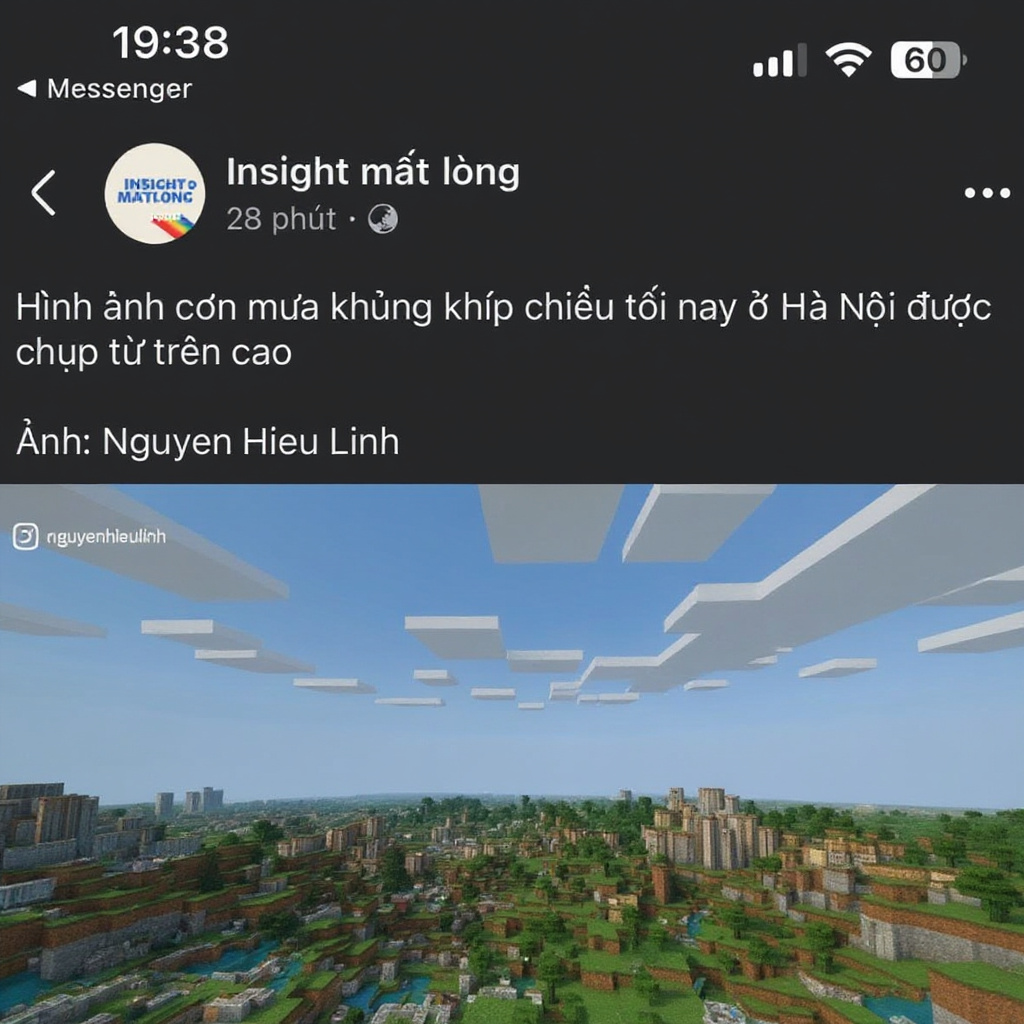 19:38
60
◀ Messenger
INSIGHT
MATLONG
Insight mất lòng
28 phút ·
Hình ảnh cơn mưa khủng khíp chiều tối nay ở Hà Nội được
chụp từ trên cao
Ảnh: Nguyen Hieu Linh
nguyenhieulinh